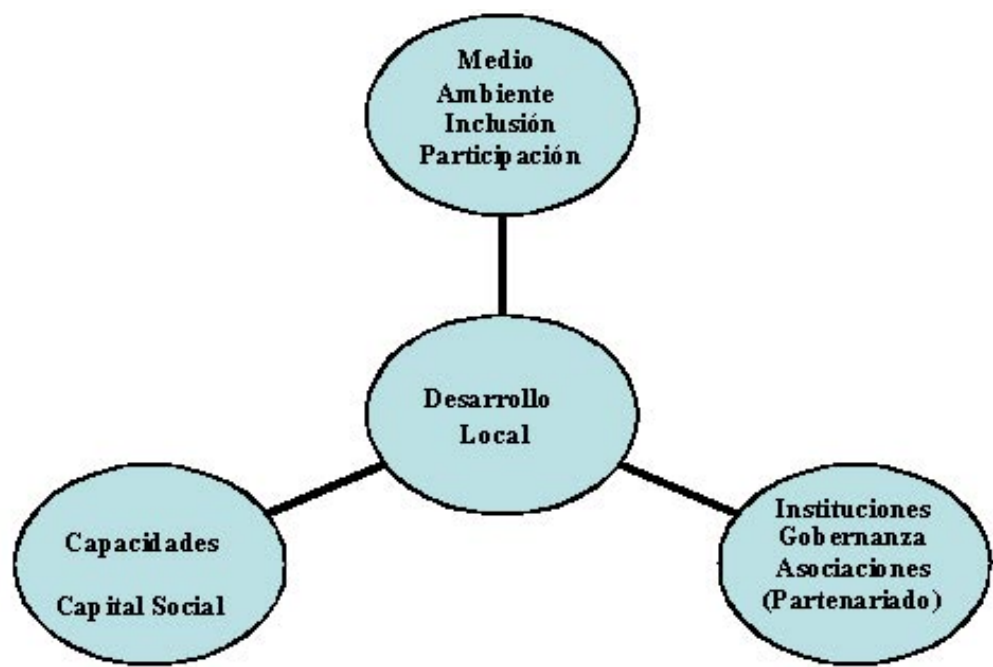 Medio
Ambiente
Inclusión
Participación
Desarrollo
Local
Capacidades
Capital Social
Instituciones
Gobernanza
Asociaciones
(Partenariado)